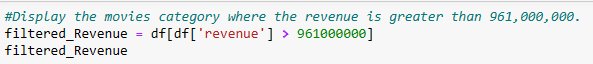 #Display the movies category where the revenue is greater than 961,000,000.
filtered_Revenue = df[df['revenue'] > 961000000]
filtered_Revenue